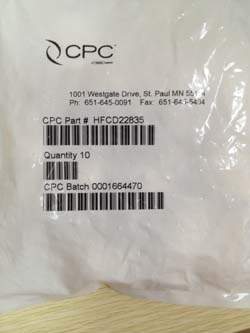 CPC
1001 Westgate Drive, St. Paul MN
Ph: 651-645-0091 Fax:
CPC Part # HFCD22835
Quantity 10
CPC Batch 0001664470